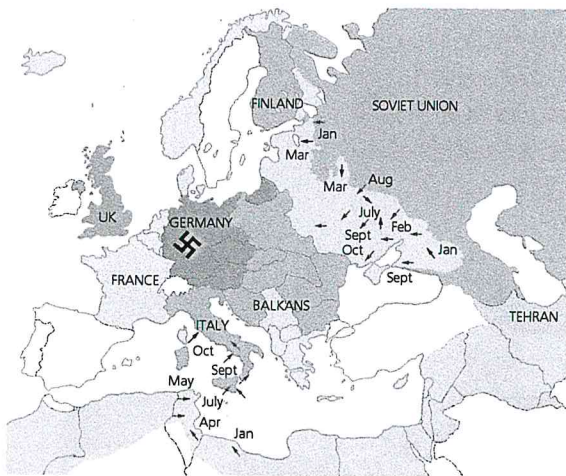 FINLAND
SOVIET UNION
Jan
Mar
Mar
Aug
UK
GERMANY
July
Feb
Sept
Oct
Jan
FRANCE
Sept
BALKANS
TEHRAN
ITALY
Oct
Sept
May
July
Apr
Jan